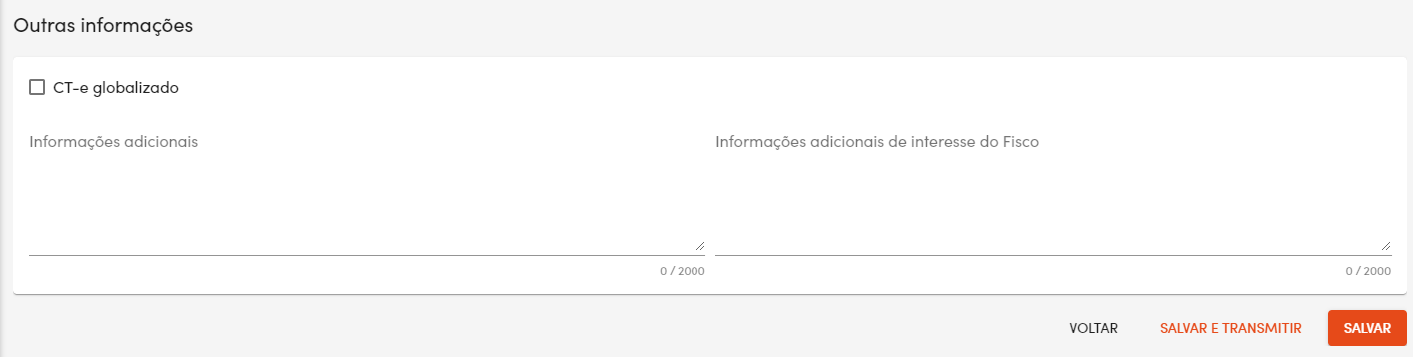 Outras informações
CT-e globalizado
Informações adicionais
Informações adicionais de interesse do Fisco
0 / 2000
0 / 2000
VOLTAR
SALVAR E TRANSMITIR
SALVAR